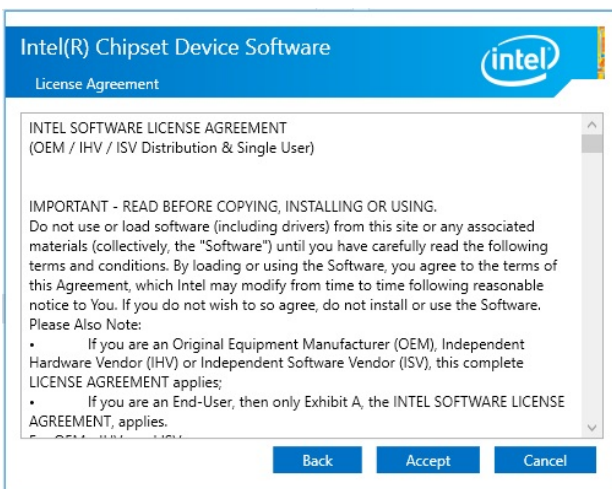 Intel(R) Chipset Device Software
intel
License Agreement
INTEL SOFTWARE LICENSE AGREEMENT
(OEM / IHV / ISV Distribution & Single User)
IMPORTANT - READ BEFORE COPYING, INSTALLING OR USING.
Do not use or load software (including drivers) from this site or any associated
materials (collectively, the "Software") until you have carefully read the following
terms and conditions. By loading or using the Software, you agree to the terms of
this Agreement, which Intel may modify from time to time following reasonable
notice to You. If you do not wish to so agree, do not install or use the Software.
Please Also Note:
• If you are an Original Equipment Manufacturer (OEM), Independent
Hardware Vendor (IHV) or Independent Software Vendor (ISV), this complete
LICENSE AGREEMENT applies;
• If you are an End-User, then only Exhibit A, the INTEL SOFTWARE LICENSE
AGREEMENT, applies.
Back
Accept
Cancel